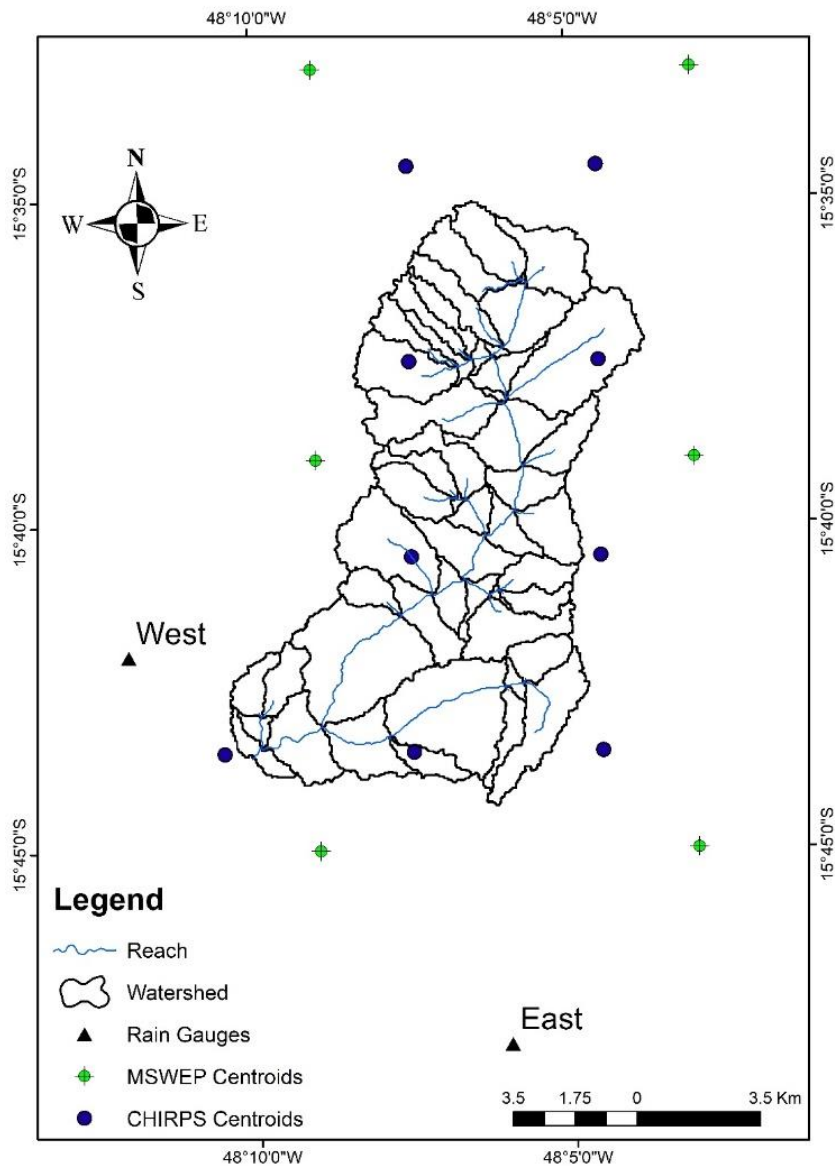 48°10'0"W 48°5'0"W
N
W E
S
15°35'0"S 15°35'0"S
15°40'0"S 15°40'0"S
West
15°45'0"S 15°45'0"S
Legend
Reach
Watershed
Rain Gauges
MSWEP Centroids
CHIRPS Centroids
East
3.5 1.75 0 3.5 Km
48°10'0"W 48°5'0"W